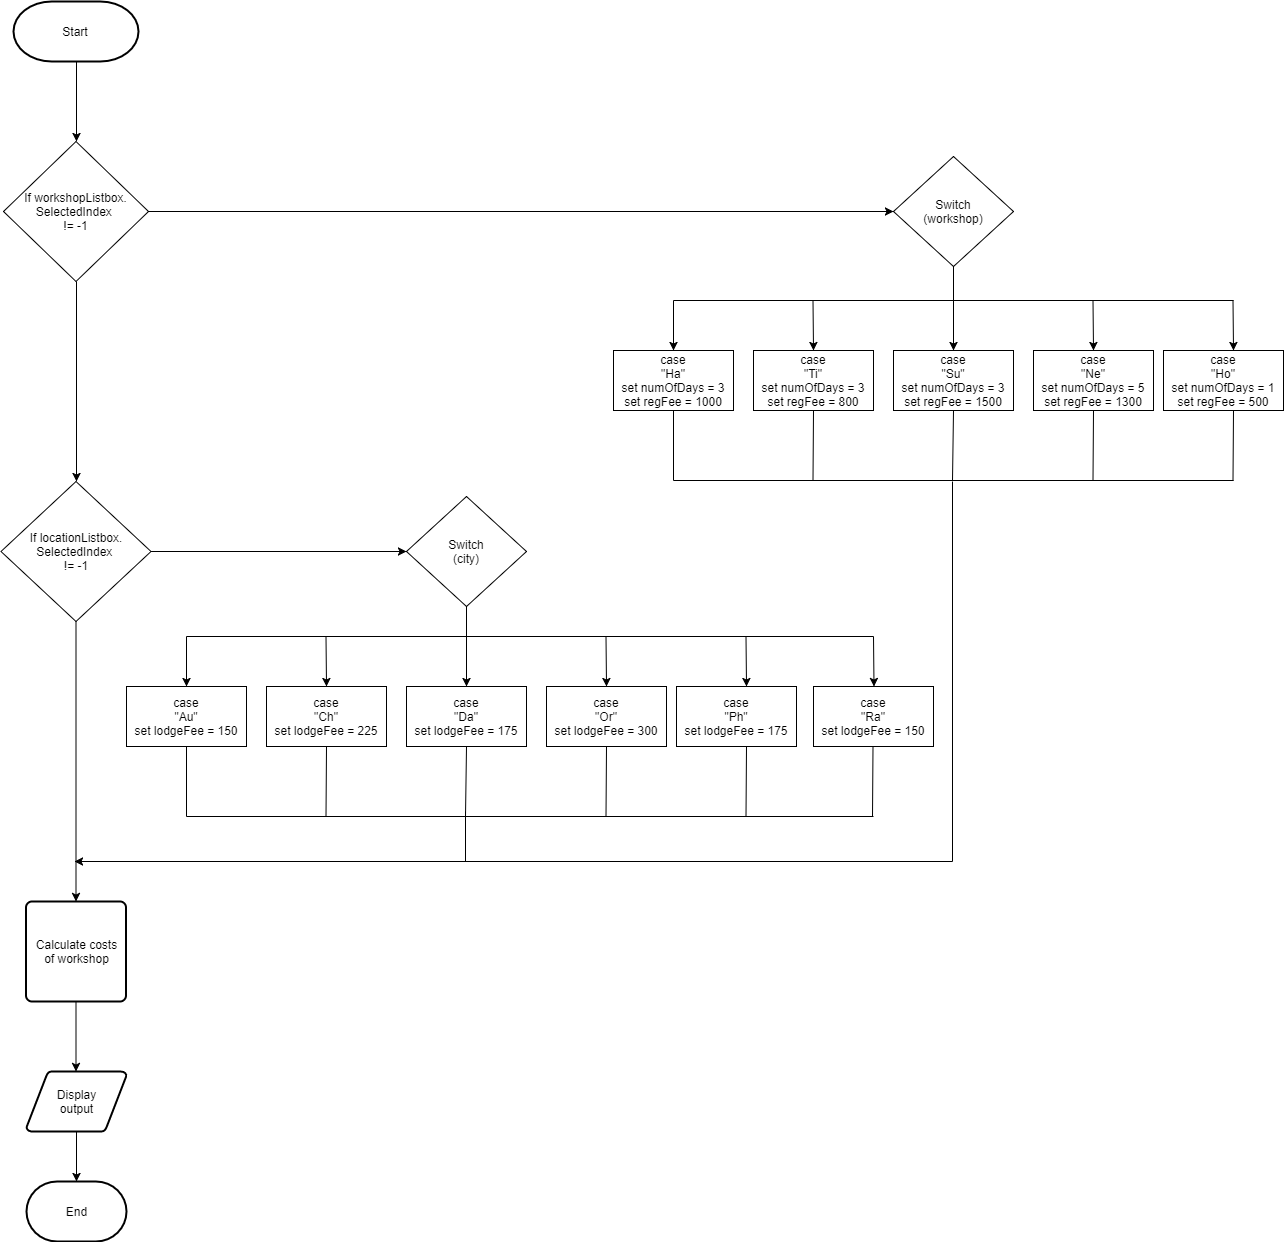 Start
If workshopListbox.
SelectedIndex
!= -1
Switch
(workshop)
case
"Ha"
set numOfDays = 3
set regFee = 1000
case
"Ti"
set numOfDays = 3
set regFee = 800
case
"Su"
set numOfDays = 3
set regFee = 1500
case
"Ne"
set numOfDays = 5
set regFee = 1300
case
"Ho"
set numOfDays = 1
set regFee = 500
If locationListbox.
SelectedIndex
!= -1
Switch
(city)
case
"Au"
set lodgeFee = 150
case
"Ch"
set lodgeFee = 225
case
"Da"
set lodgeFee = 175
case
"Or"
set lodgeFee = 300
case
"Ph"
set lodgeFee = 175
case
"Ra"
set lodgeFee = 150
Calculate costs
of workshop
Display
output
End